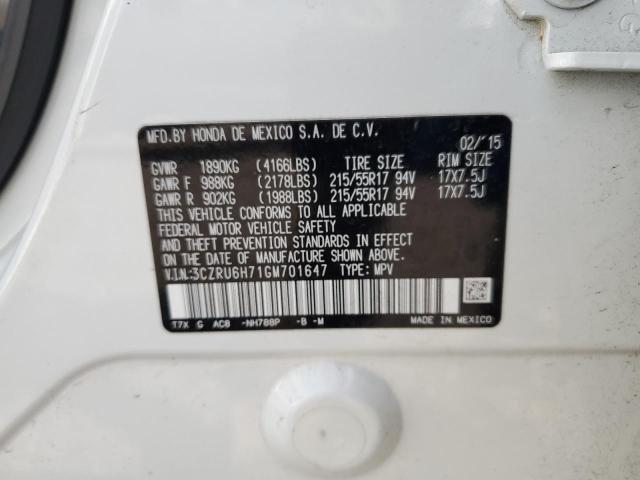 MFD.BY HONDA DE MEXICO S.A. DE C.V.
02/'15
GVWR 1890KG (4166LBS) TIRE SIZE RIM SIZE
GAWR F 988KG (2178LBS) 215/55R17 94V 17X7.5J
GAWR R 902KG (1988LBS) 215/55R17 94V 17X7.5J
THIS VEHICLE CONFORMS TO ALL APPLICABLE
FEDERAL MOTOR VEHICLE SAFETY
AND THEFT PREVENTION STANDARDS IN EFFECT
ON THE DATE OF MANUFACTURE SHOWN ABOVE.
V.I.N.:3CZRU6H71GM701647 TYPE: MPV
T7X G AC8 -NH788P -B -M MADE IN MEXICO